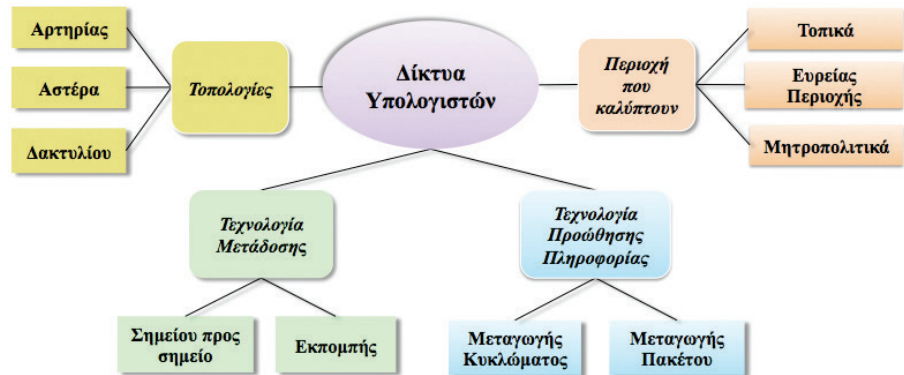 Δίκτυα
Υπολογιστών
Τοπολογίες
Αρτηρίας
Αστέρα
Δακτυλίου
Περιοχή
που
καλύπτουν
Τοπικά
Ευρείας
Περιοχής
Μητροπολιτικά
Τεχνολογία
Μετάδοσης
Σημείου προς
σημείο
Εκπομπής
Τεχνολογία
Προώθησης
Πληροφορίας
Μεταγωγής
Κυκλώματος
Μεταγωγής
Πακέτου